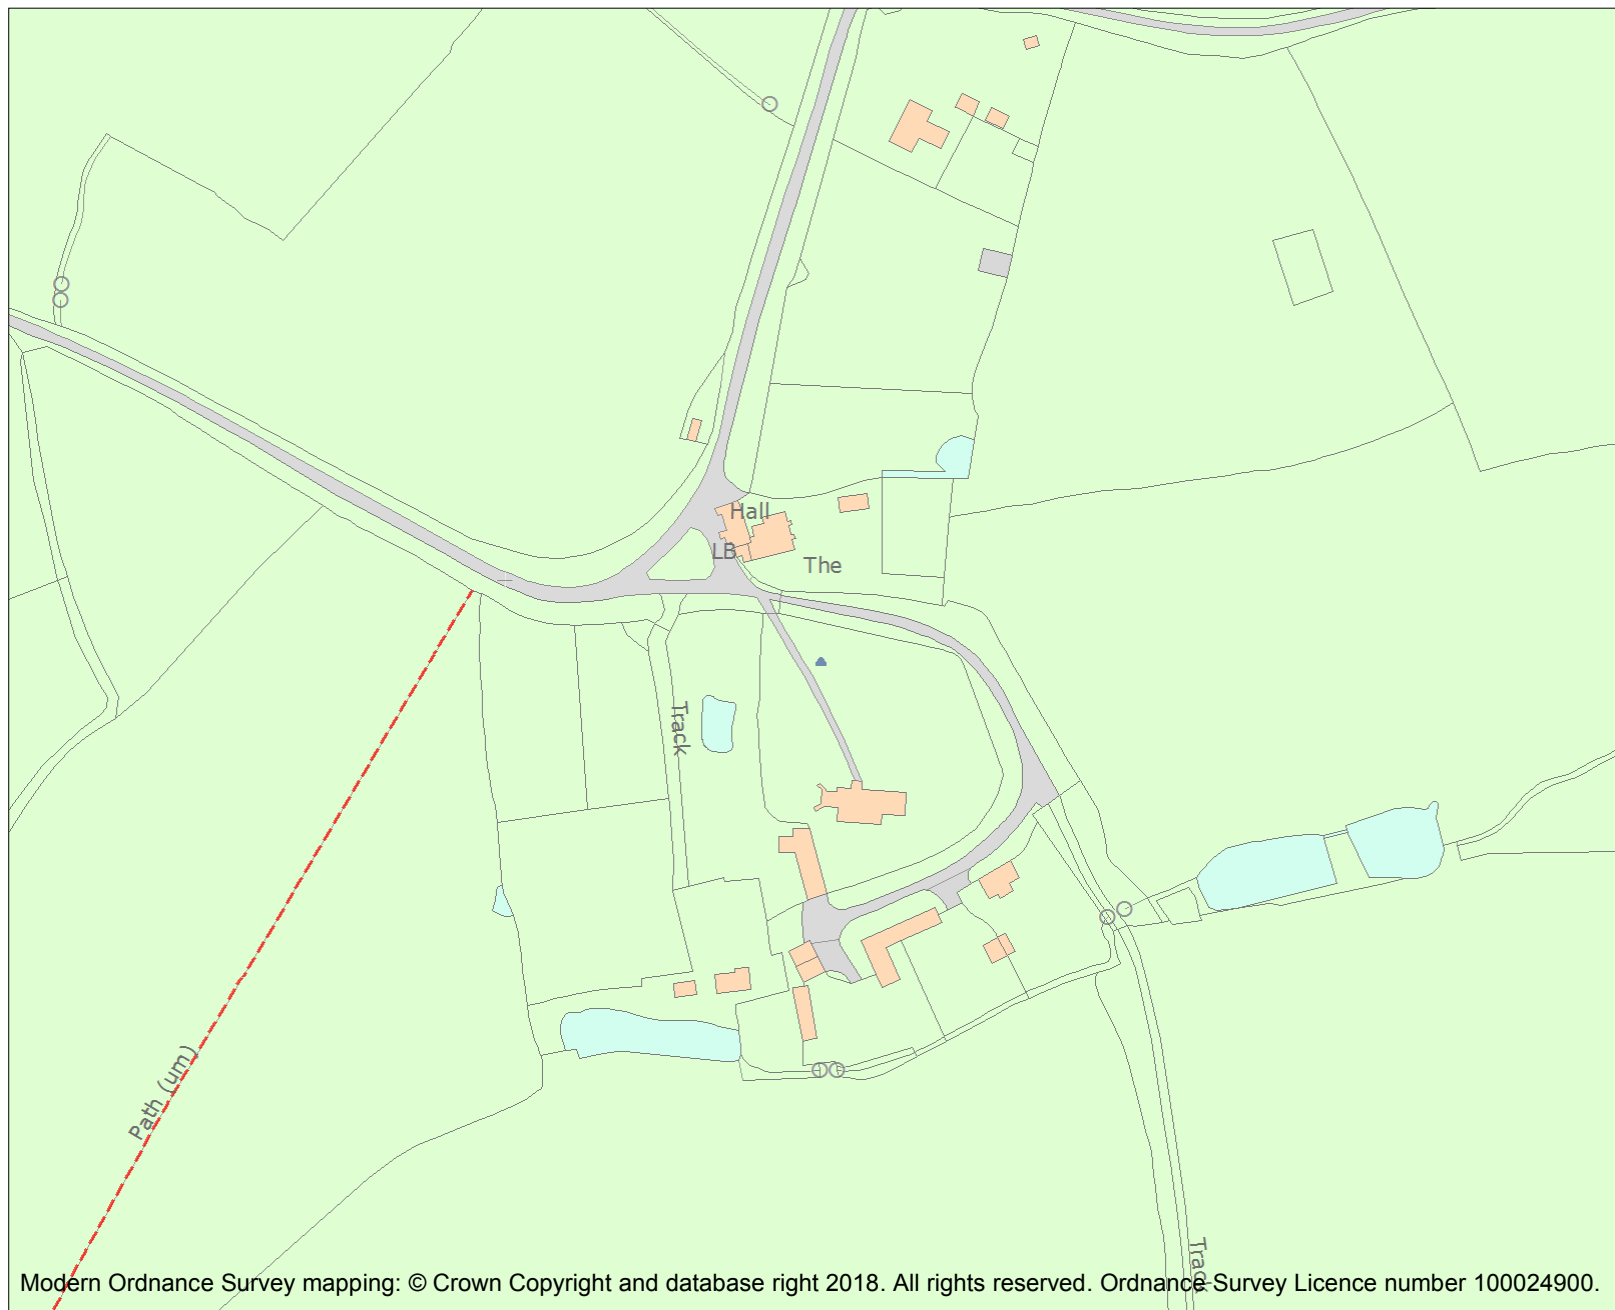 Hall
LB
The
Track
Path (um)
Track
Modern Ordnance Survey mapping: © Crown Copyright and database right 2018. All rights reserved. Ordnance Survey Licence number 100024900.